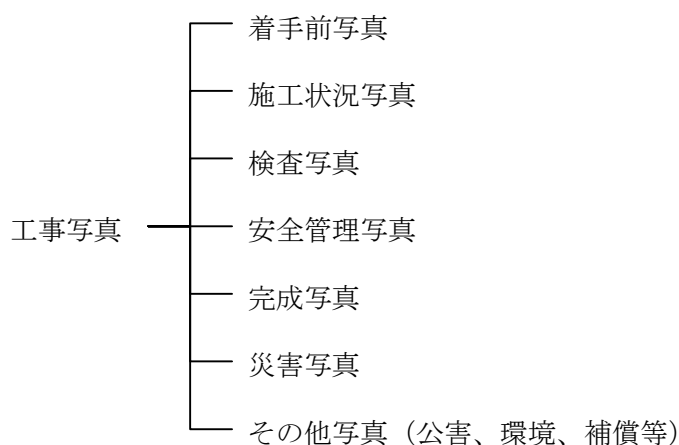 着手前写真
施工状況写真
検査写真
工事写真
安全管理写真
完成写真
災害写真
その他写真（公害、環境、補償等）